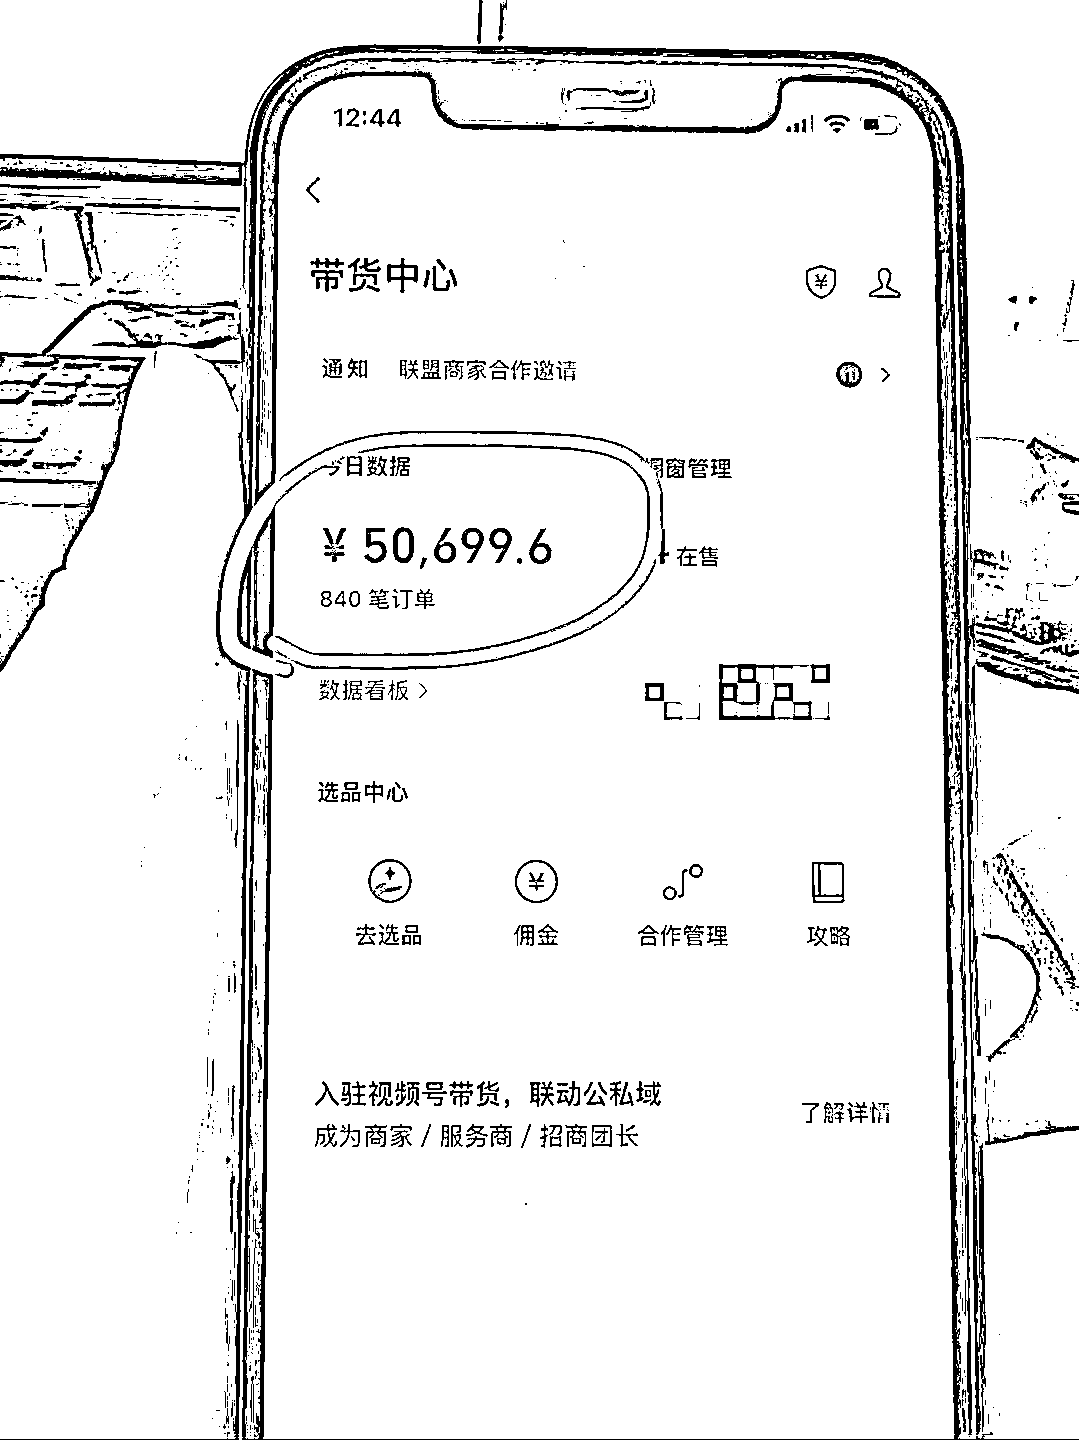 12:44
带货中心
通知 联盟商家合作邀请
今日数据 橱窗管理
¥ 50,699.6
在售
840 笔订单
数据看板 >
选品中心
去选品 佣金 合作管理 攻略
入驻视频号带货，联动公私域
成为商家 / 服务商 / 招商团长
了解详情